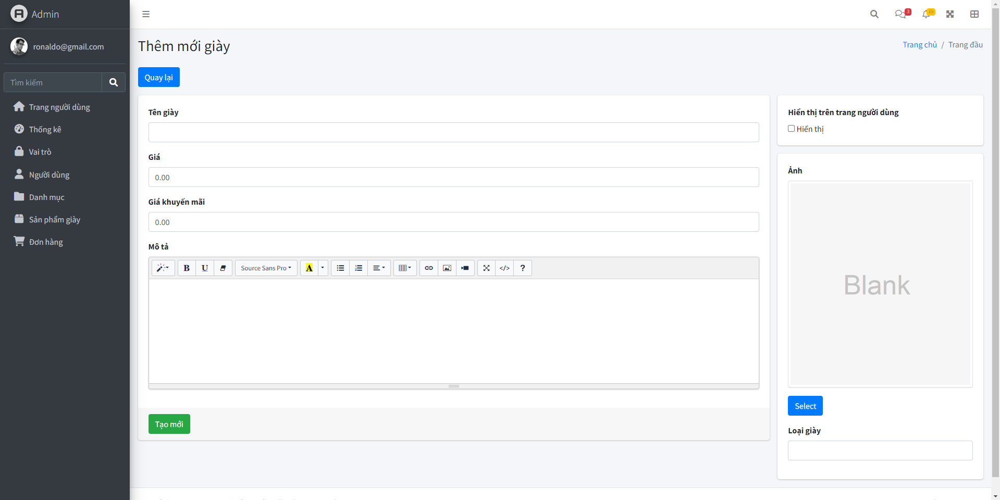 Admin
3
15
ronaldo@gmail.com
Tìm kiếm
Trang người dùng
Thống kê
Vai trò
Người dùng
Danh mục
Sản phẩm giày
Đơn hàng
Thêm mới giày
Trang chủ / Trang đầu
Quay lại
Tên giày
Giá
0.00
Giá khuyến mãi
0.00
Mô tả
B U Source Sans Pro A </> ?
Tạo mới
Hiển thị trên trang người dùng
Hiển thị
Ảnh
Blank
Select
Loại giày